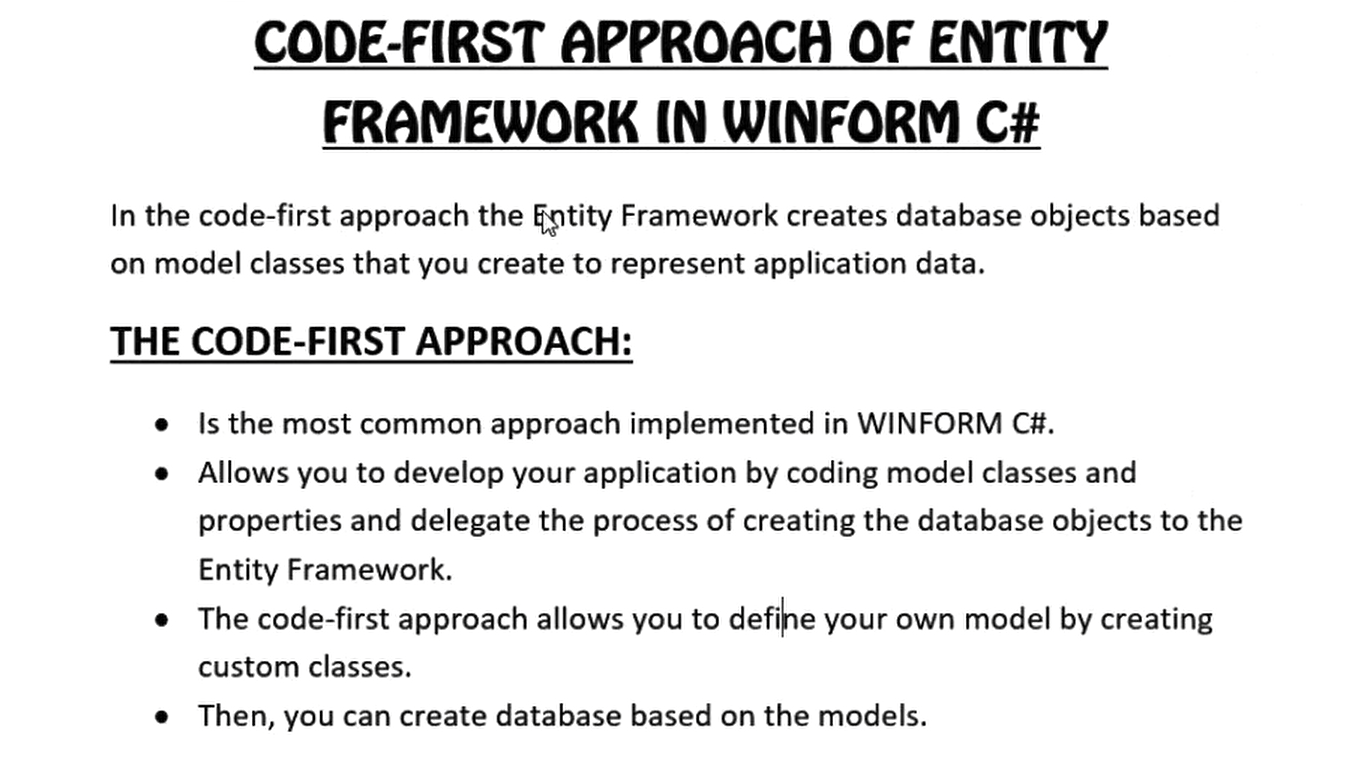 CODE-FIRST APPROACH OF ENTITY
FRAMEWORK IN WINFORM C#
In the code-first approach the Entity Framework creates database objects based
on model classes that you create to represent application data.
THE CODE-FIRST APPROACH:
• Is the most common approach implemented in WINFORM C#.
• Allows you to develop your application by coding model classes and
properties and delegate the process of creating the database objects to the
Entity Framework.
• The code-first approach allows you to define your own model by creating
custom classes.
• Then, you can create database based on the models.